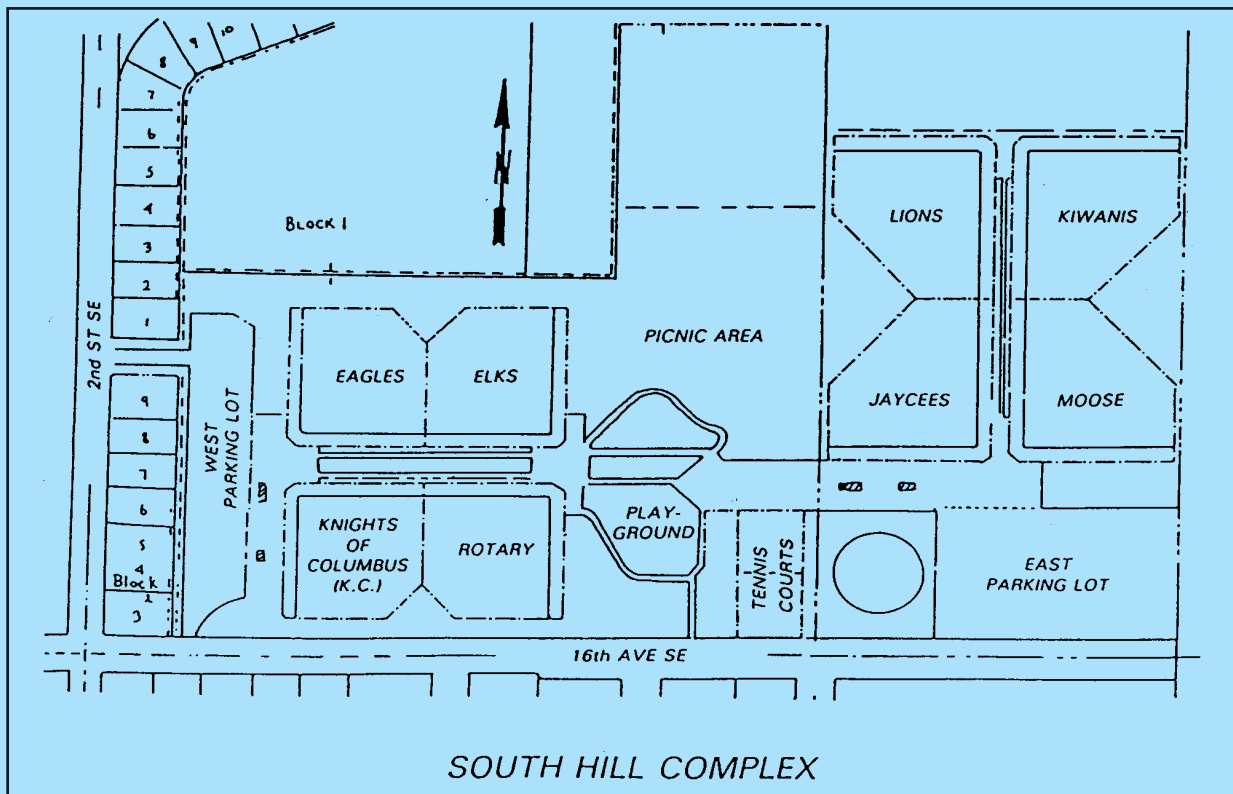 8
9
10
7
6
5
4
3
2
1
Block 1
N
2nd ST SE
WEST
PARKING LOT
EAGLES
ELKS
PICNIC AREA
LIONS
KIWANIS
JAYCEES
MOOSE
9
8
7
6
5
4
Block 1
2
3
KNIGHTS
OF
COLUMBUS
(K.C.)
ROTARY
PLAY-
GROUND
TENNIS
COURTS
EAST
PARKING LOT
16th AVE SE
SOUTH HILL COMPLEX